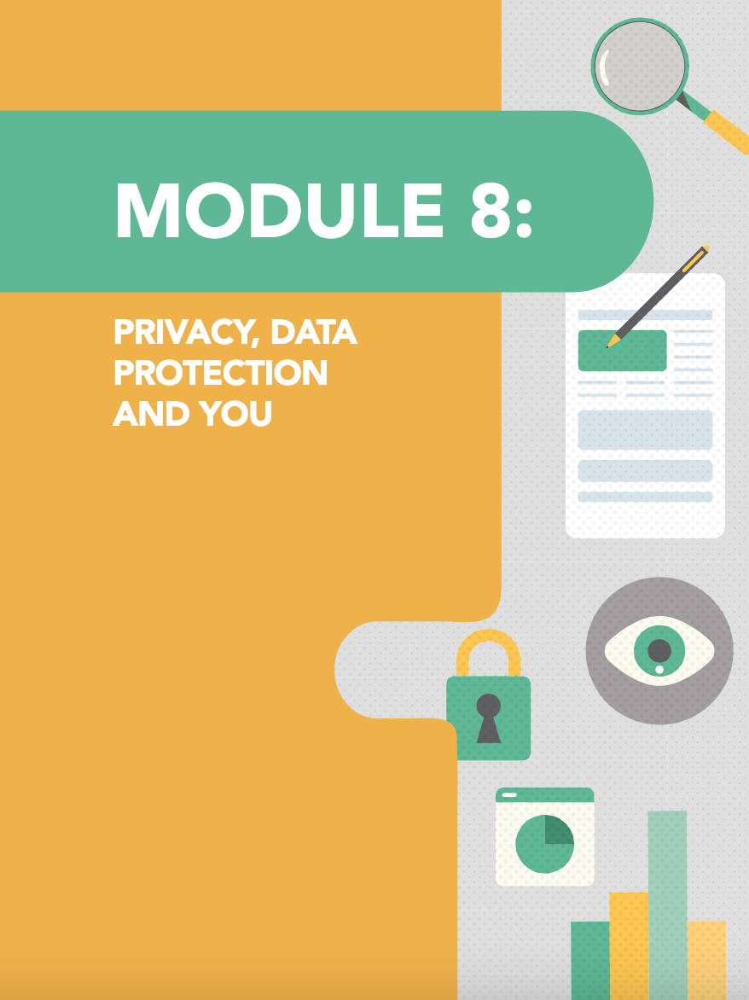 MODULE 8:
PRIVACY, DATA
PROTECTION
AND YOU